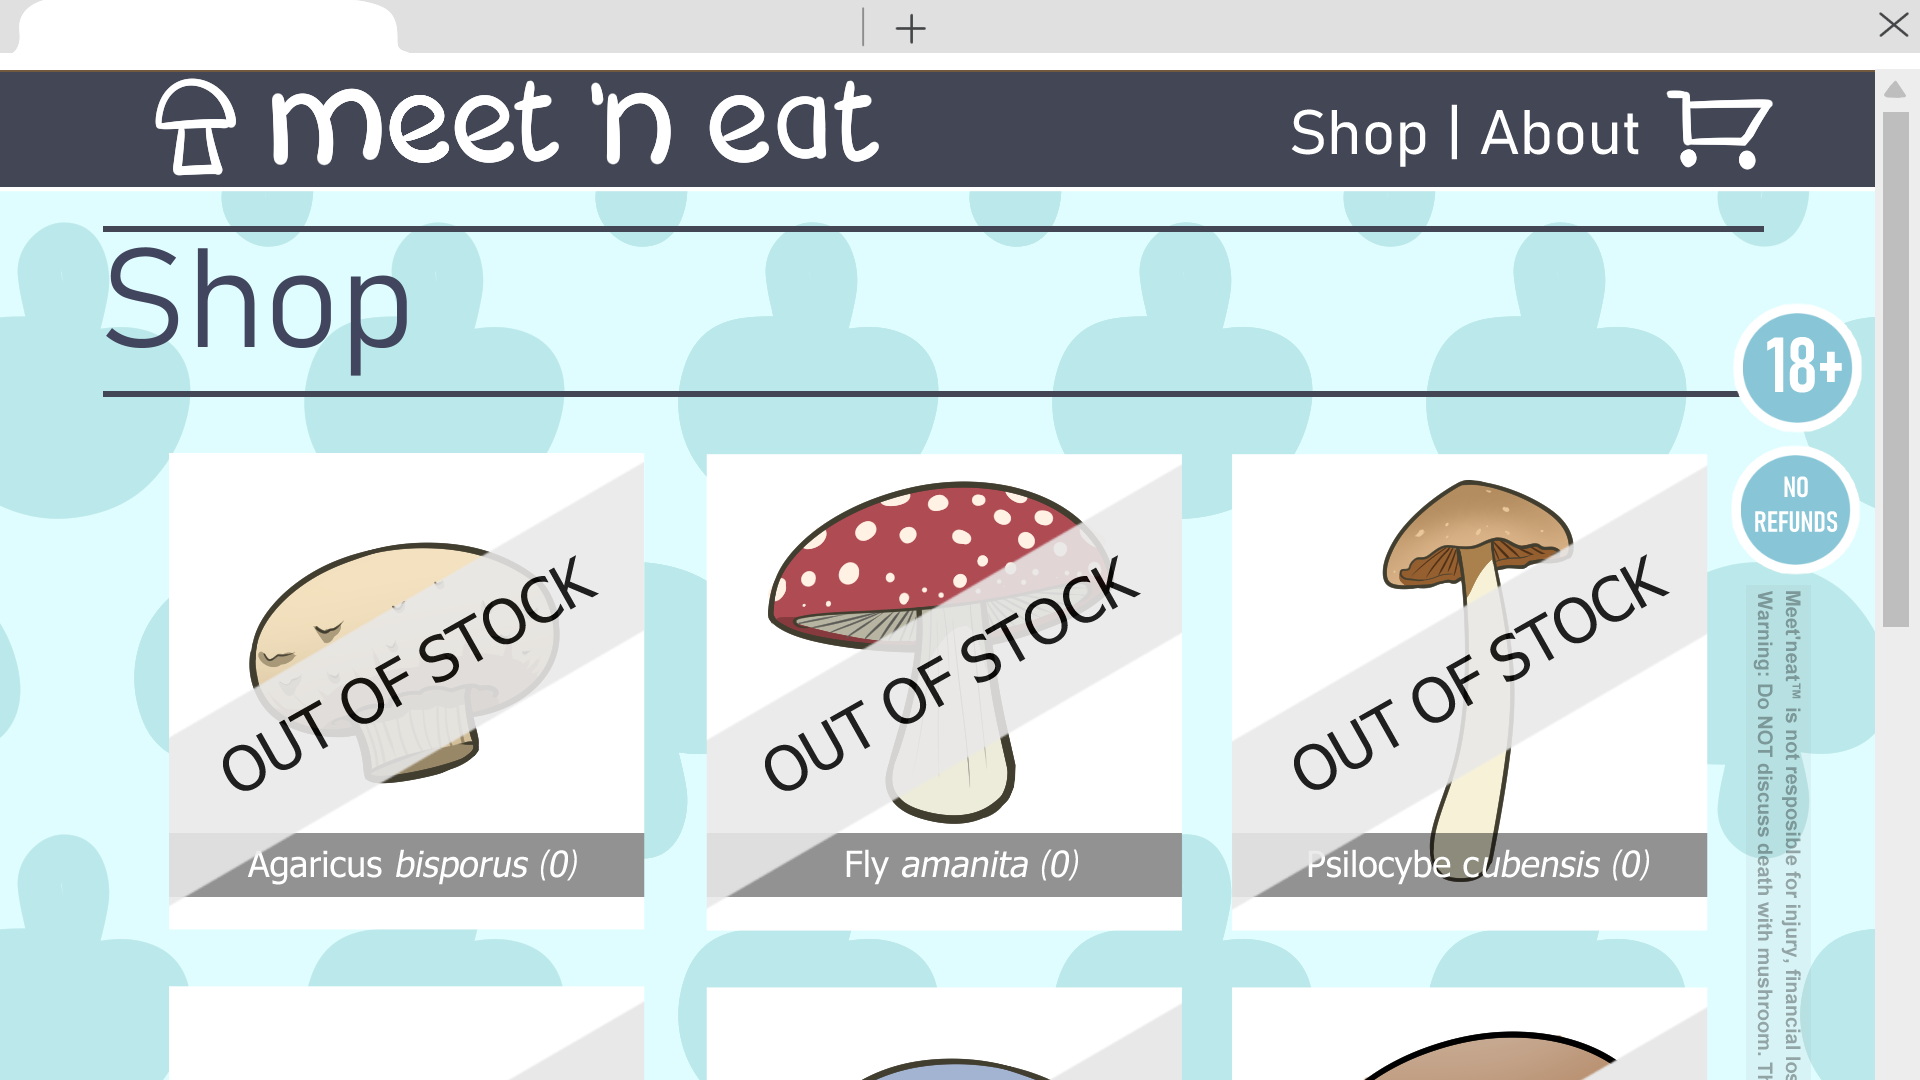 meet 'n eat
Shop | About
Shop
18+
NO
REFUNDS
OUT OF STOCK
OUT OF STOCK
OUT OF STOCK
Agaricus bisporus (0)
Fly amanita (0)
Psilocybe cubensis (0)
Meet'neat™ is not resposible for injury, financial los
Warning: Do NOT discuss death with mushroom. Th